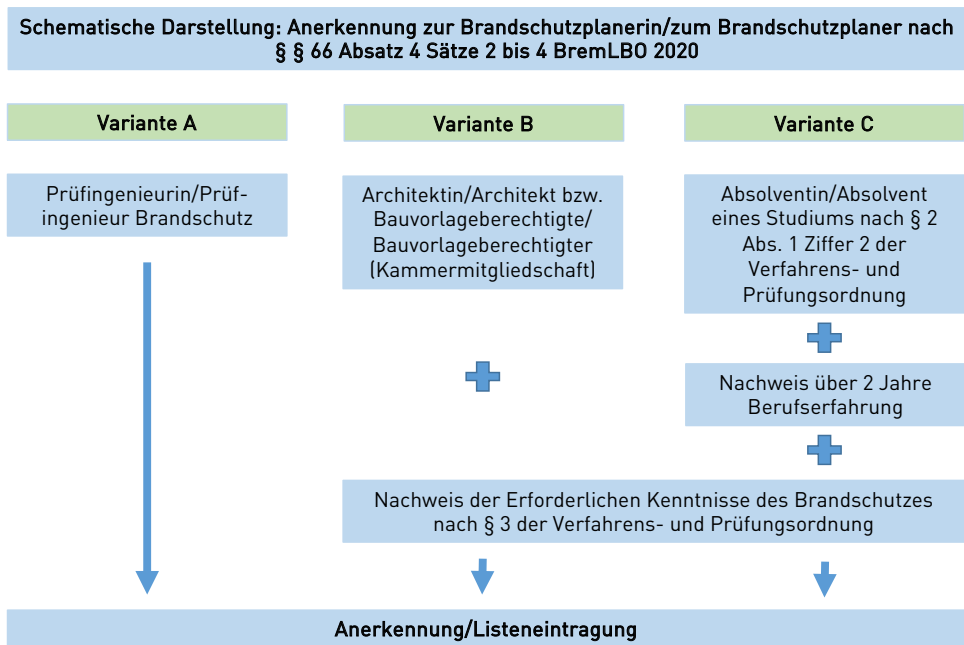 Schematische Darstellung: Anerkennung zur Brandschutzplanerin/zum Brandschutzplaner nach
§ § 66 Absatz 4 Sätze 2 bis 4 BremLBO 2020
Variante A
Prüfingenieurin/Prüf-
ingenieur Brandschutz
Variante B
Architektin/Architekt bzw.
Bauvorlageberechtigte/
Bauvorlageberechtigter
(Kammermitgliedschaft)
Variante C
Absolventin/Absolvent
eines Studiums nach § 2
Abs. 1 Ziffer 2 der
Verfahrens- und
Prüfungsordnung
Nachweis über 2 Jahre
Berufserfahrung
Nachweis der Erforderlichen Kenntnisse des Brandschutzes
nach § 3 der Verfahrens- und Prüfungsordnung
Anerkennung/Listeneintragung